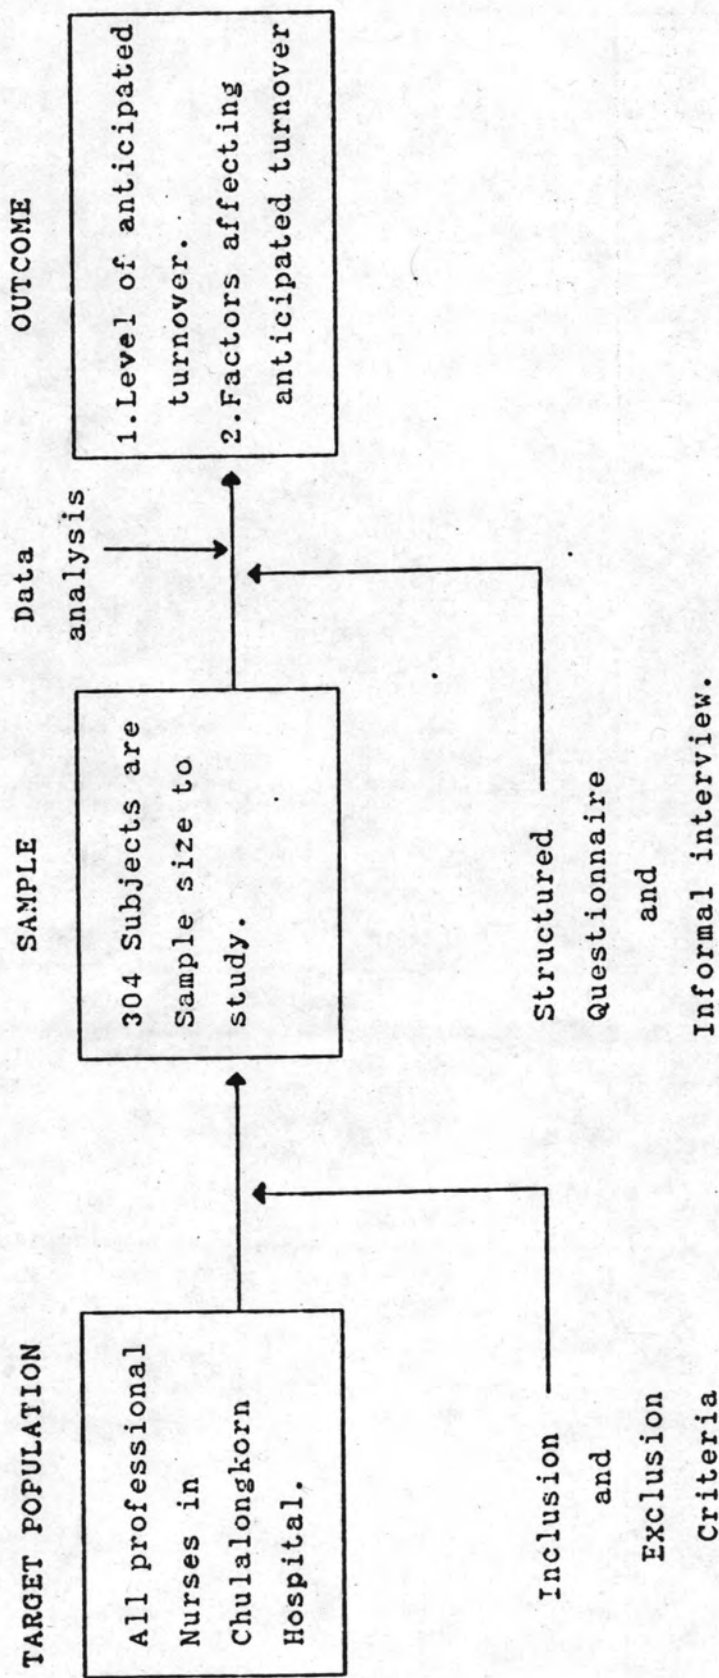 TARGET POPULATION
All professional
Nurses in
Chulalongkorn
Hospital.
Inclusion
and
Exclusion
Criteria
SAMPLE
304 Subjects are
Sample size to
study.
Structured
Questionnaire
and
Informal interview.
Data
analysis
OUTCOME
1.Level of anticipated
turnover.
2.Factors affecting
anticipated turnover